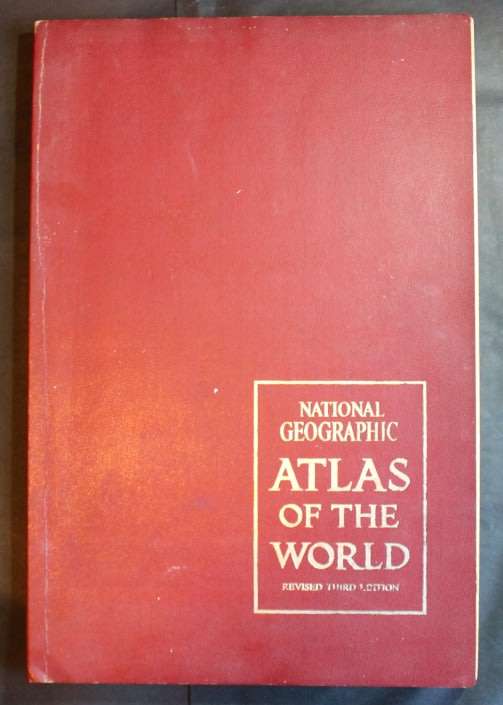 NATIONAL
GEOGRAPHIC
ATLAS
OF THE
WORLD
REVISED THIRD EDITION